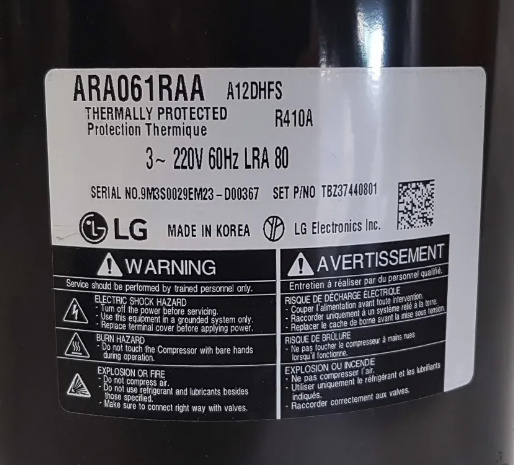 ARA061RAA A12DHFS
THERMALLY PROTECTED
Protection Thermique R410A
3~ 220V 60Hz LRA 80
SERIAL NO.9M3S0029EM23-D00367 SET P/NO TBZ37440801
LG MADE IN KOREA LG Electronics Inc.
WARNING
Service should be performed by trained personnel only.
ELECTRIC SHOCK HAZARD
- Turn off the power before servicing.
- Use this equipment in a grounded system only.
- Replace terminal cover before applying power.
BURN HAZARD
- Do not touch the Compressor with bare hands
during operation.
EXPLOSION OR FIRE
- Do not compress air.
- Do not use refrigerant and lubricants besides
those specified.
- Make sure to connect right way with valves.
AVERTISSEMENT
Entretien à réaliser par du personnel qualifié.
RISQUE DE DÉCHARGE ÉLECTRIQUE
- Couper l'alimentation avant toute intervention.
- Raccorder uniquement à un système relié à la terre.
- Replacer le cache de borne avant la mise sous tension.
RISQUE DE BRÛLURE
- Ne pas toucher le compresseur à mains nues
lorsqu'il fonctionne.
EXPLOSION OU INCENDIE
- Ne pas compresser l'air.
- Utiliser uniquement le réfrigérant et les lubrifiants
indiqués.
- Raccorder correctement aux valves.